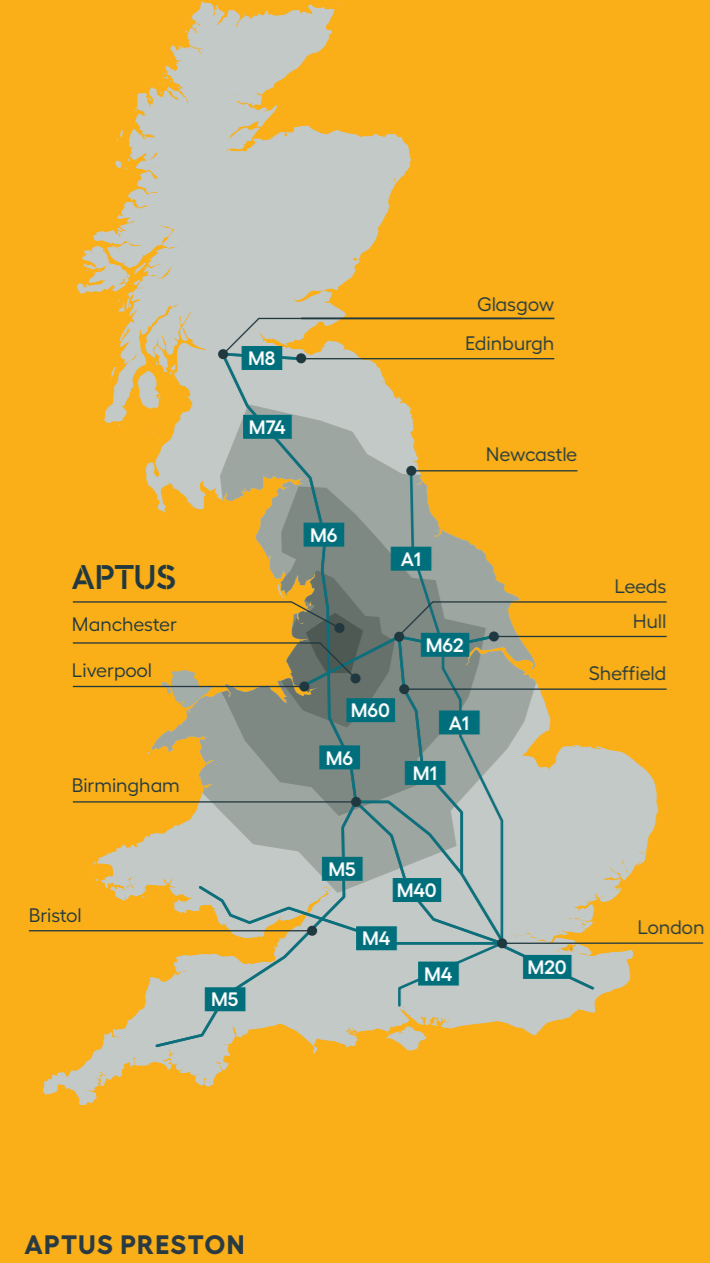 Glasgow
Edinburgh
M8
M74
Newcastle
M6
A1
APTUS
Leeds
Manchester
Hull
M62
Liverpool
Sheffield
M60
A1
M6
M1
Birmingham
M5
M40
Bristol
London
M4
M20
M4
M5
APTUS PRESTON